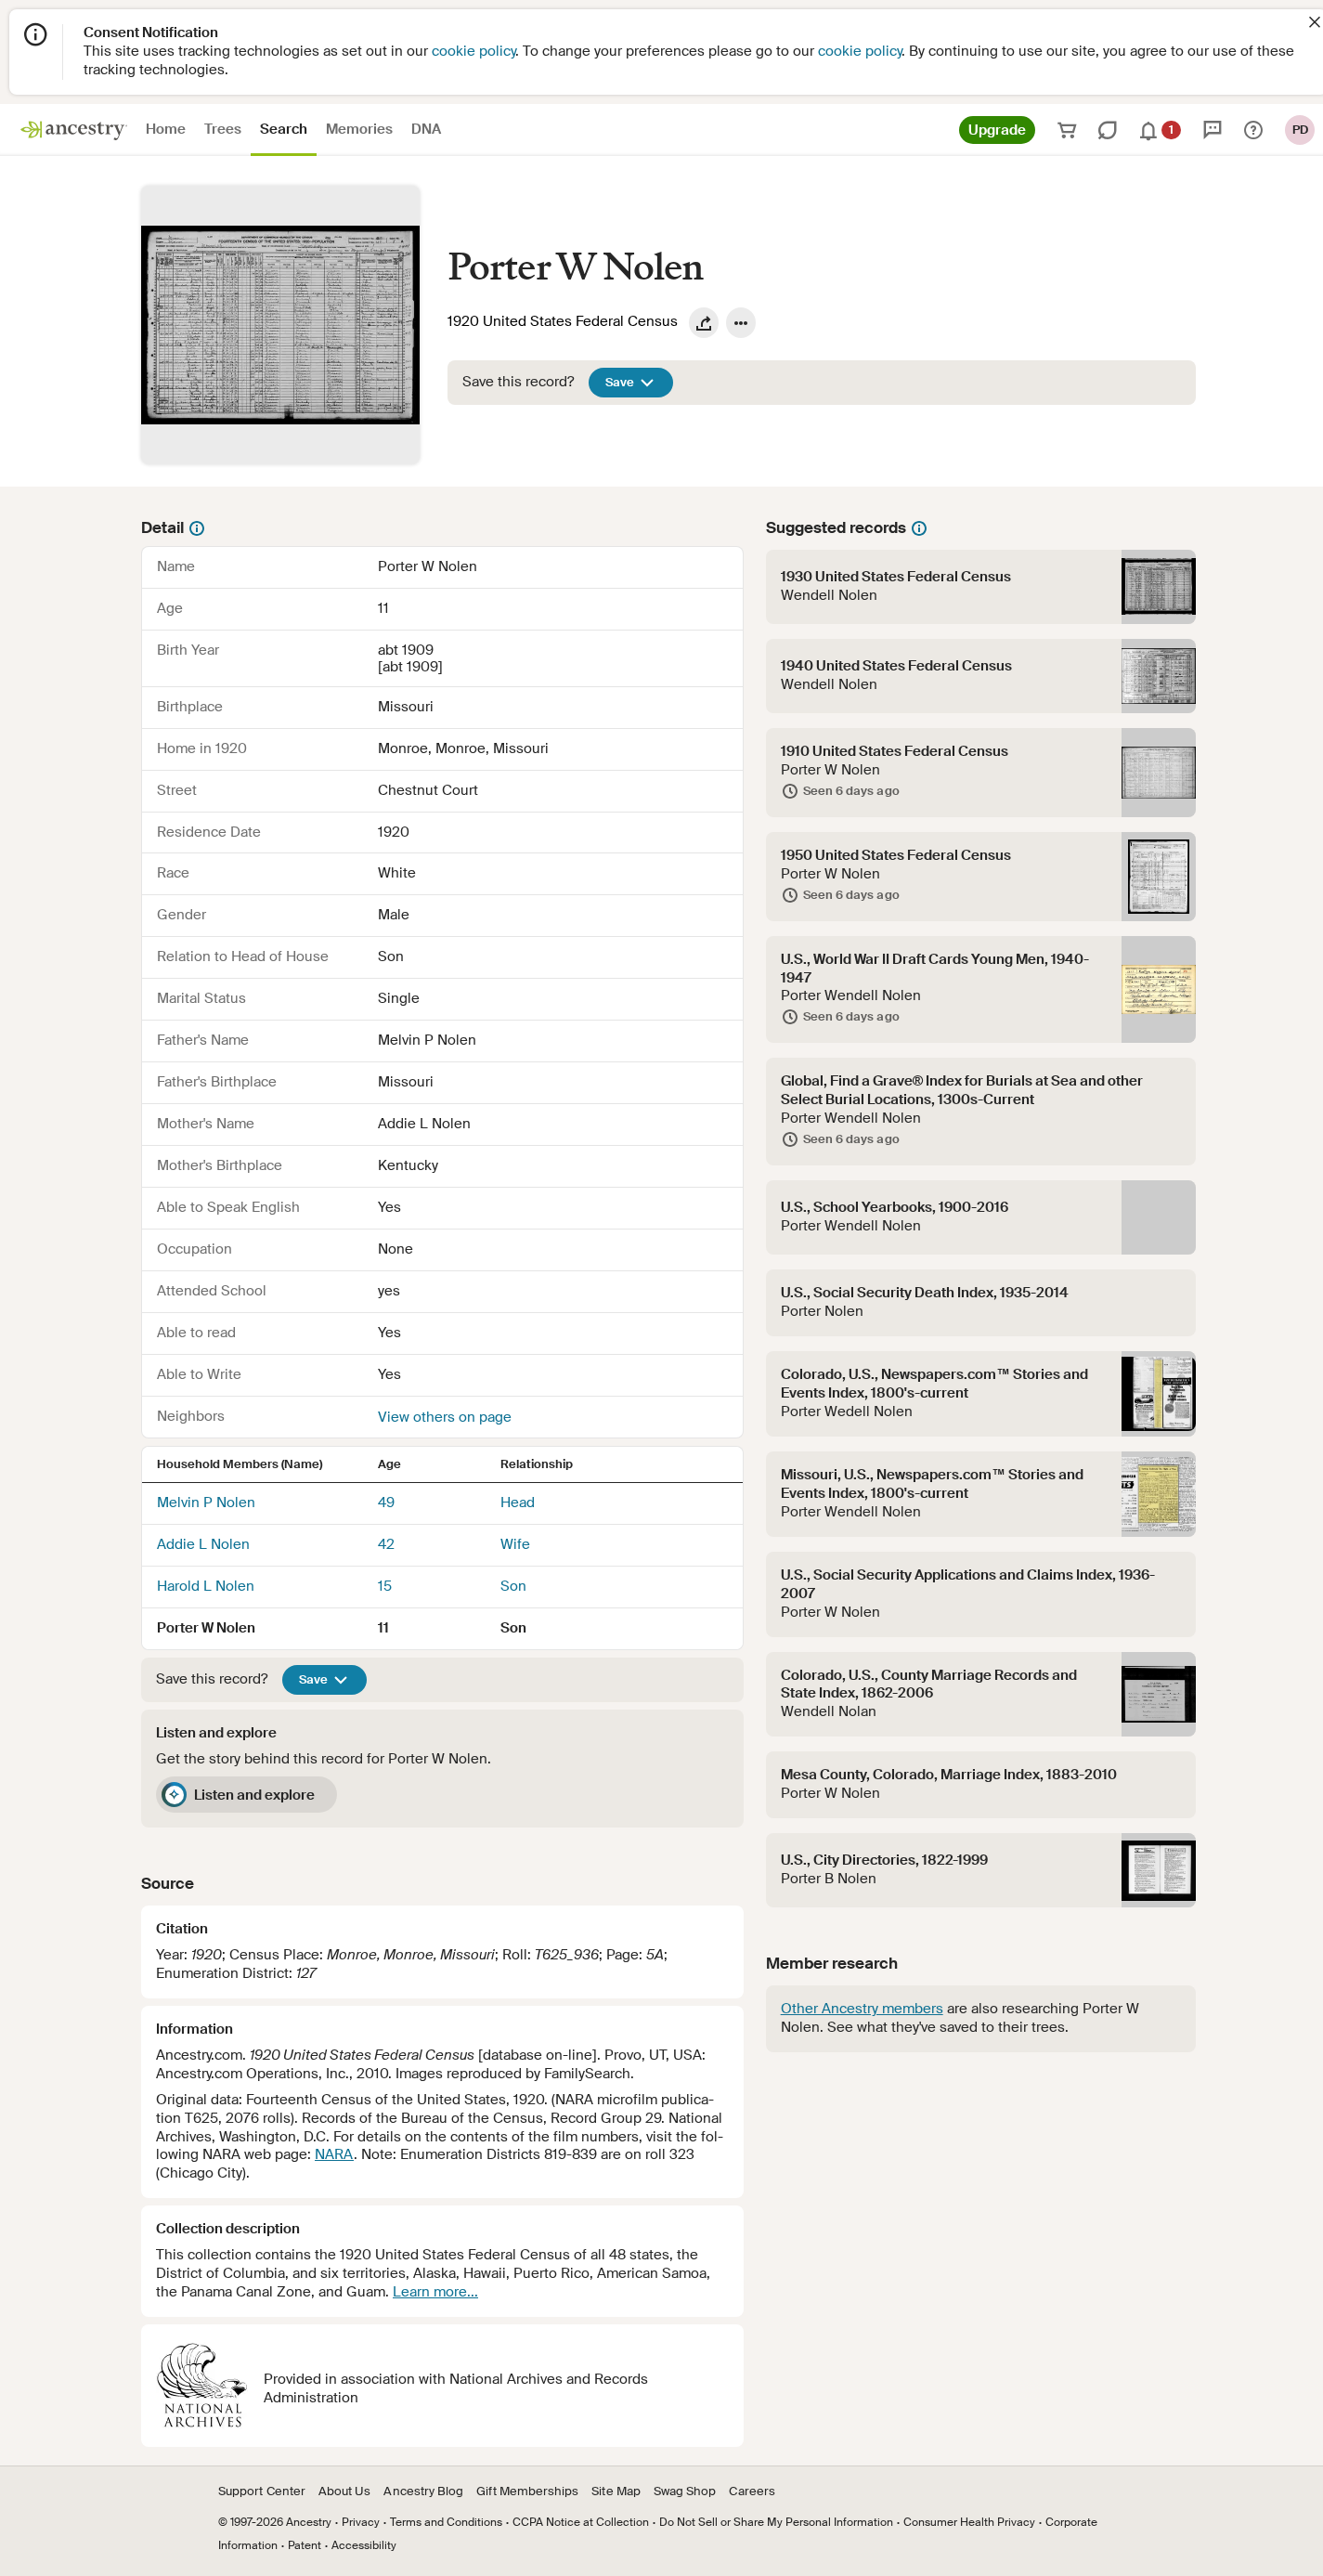 Consent Notification
This site uses tracking technologies as set out in our cookie policy. To change your preferences please go to our cookie policy. By continuing to use our site, you agree to our use of these
tracking technologies.
ancestry
Home
Trees
Search
Memories
DNA
Upgrade
1
PD
Porter W Nolen
1920 United States Federal Census
Save this record?
Save
Detail
Name
Porter W Nolen
Age
11
Birth Year
abt 1909
[abt 1909]
Birthplace
Missouri
Home in 1920
Monroe, Monroe, Missouri
Street
Chestnut Court
Residence Date
1920
Race
White
Gender
Male
Relation to Head of House
Son
Marital Status
Single
Father's Name
Melvin P Nolen
Father's Birthplace
Missouri
Mother's Name
Addie L Nolen
Mother's Birthplace
Kentucky
Able to Speak English
Yes
Occupation
None
Attended School
yes
Able to read
Yes
Able to Write
Yes
Neighbors
View others on page
Household Members (Name) Age Relationship
Melvin P Nolen 49 Head
Addie L Nolen 42 Wife
Harold L Nolen 15 Son
Porter W Nolen 11 Son
Save this record?
Save
Listen and explore
Get the story behind this record for Porter W Nolen.
Listen and explore
Source
Citation
Year: 1920; Census Place: Monroe, Monroe, Missouri; Roll: T625_936; Page: 5A;
Enumeration District: 127
Information
Ancestry.com. 1920 United States Federal Census [database on-line]. Provo, UT, USA:
Ancestry.com Operations, Inc., 2010. Images reproduced by FamilySearch.
Original data: Fourteenth Census of the United States, 1920. (NARA microfilm publica-
tion T625, 2076 rolls). Records of the Bureau of the Census, Record Group 29. National
Archives, Washington, D.C. For details on the contents of the film numbers, visit the fol-
lowing NARA web page: NARA. Note: Enumeration Districts 819-839 are on roll 323
(Chicago City).
Collection description
This collection contains the 1920 United States Federal Census of all 48 states, the
District of Columbia, and six territories, Alaska, Hawaii, Puerto Rico, American Samoa,
the Panama Canal Zone, and Guam. Learn more...
NATIONAL
ARCHIVES
Provided in association with National Archives and Records
Administration
Suggested records
1930 United States Federal Census
Wendell Nolen
1940 United States Federal Census
Wendell Nolen
1910 United States Federal Census
Porter W Nolen
Seen 6 days ago
1950 United States Federal Census
Porter W Nolen
Seen 6 days ago
U.S., World War II Draft Cards Young Men, 1940-
1947
Porter Wendell Nolen
Seen 6 days ago
Global, Find a Grave® Index for Burials at Sea and other
Select Burial Locations, 1300s-Current
Porter Wendell Nolen
Seen 6 days ago
U.S., School Yearbooks, 1900-2016
Porter Wendell Nolen
U.S., Social Security Death Index, 1935-2014
Porter Nolen
Colorado, U.S., Newspapers.com™ Stories and
Events Index, 1800's-current
Porter Wedell Nolen
Missouri, U.S., Newspapers.com™ Stories and
Events Index, 1800's-current
Porter Wendell Nolen
U.S., Social Security Applications and Claims Index, 1936-
2007
Porter W Nolen
Colorado, U.S., County Marriage Records and
State Index, 1862-2006
Wendell Nolan
Mesa County, Colorado, Marriage Index, 1883-2010
Porter W Nolen
U.S., City Directories, 1822-1999
Porter B Nolen
Member research
Other Ancestry members are also researching Porter W
Nolen. See what they've saved to their trees.
Support Center About Us Ancestry Blog Gift Memberships Site Map Swag Shop Careers
© 1997-2026 Ancestry • Privacy • Terms and Conditions • CCPA Notice at Collection • Do Not Sell or Share My Personal Information • Consumer Health Privacy • Corporate
Information • Patent • Accessibility